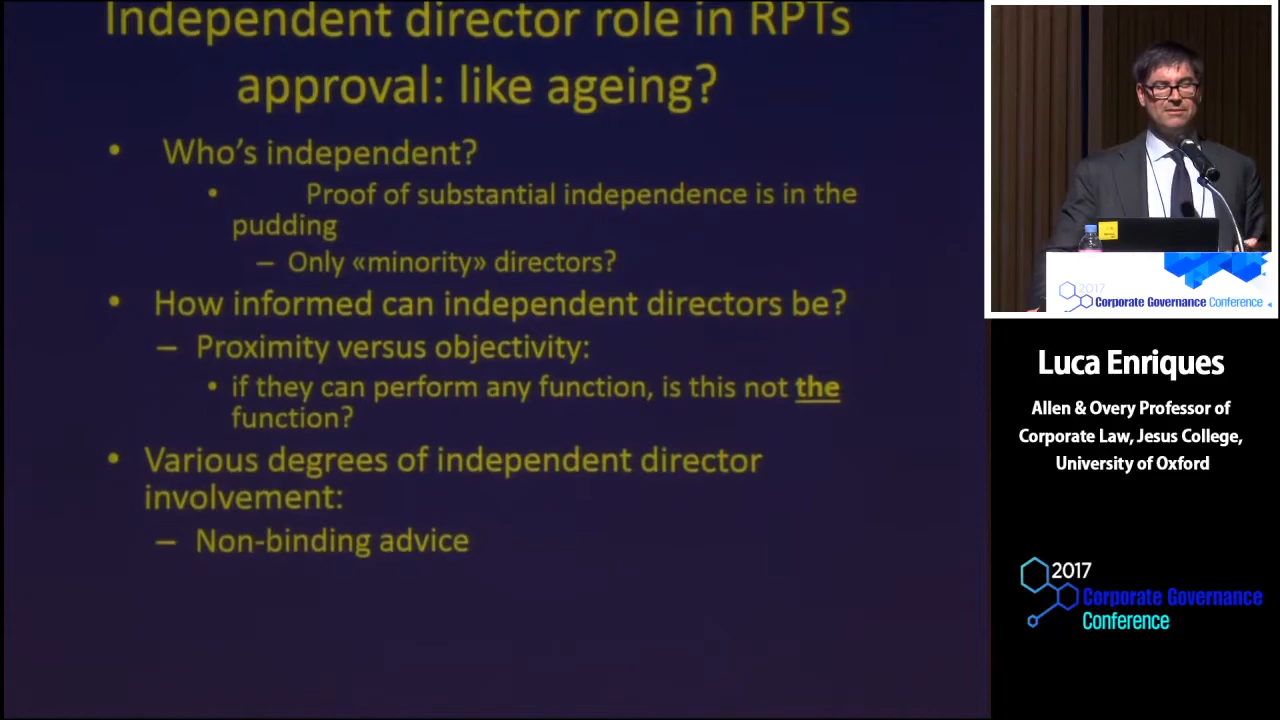 Independent director role in RPTs
approval: like ageing?
• Who's independent?
• Proof of substantial independence is in the
pudding
– Only «minority» directors?
• How informed can independent directors be?
– Proximity versus objectivity:
• if they can perform any function, is this not the
function?
• Various degrees of independent director
involvement:
– Non-binding advice
2017
Corporate Governance Conference
Luca Enriques
Allen & Overy Professor of
Corporate Law, Jesus College,
University of Oxford
2017
Corporate Governance
Conference